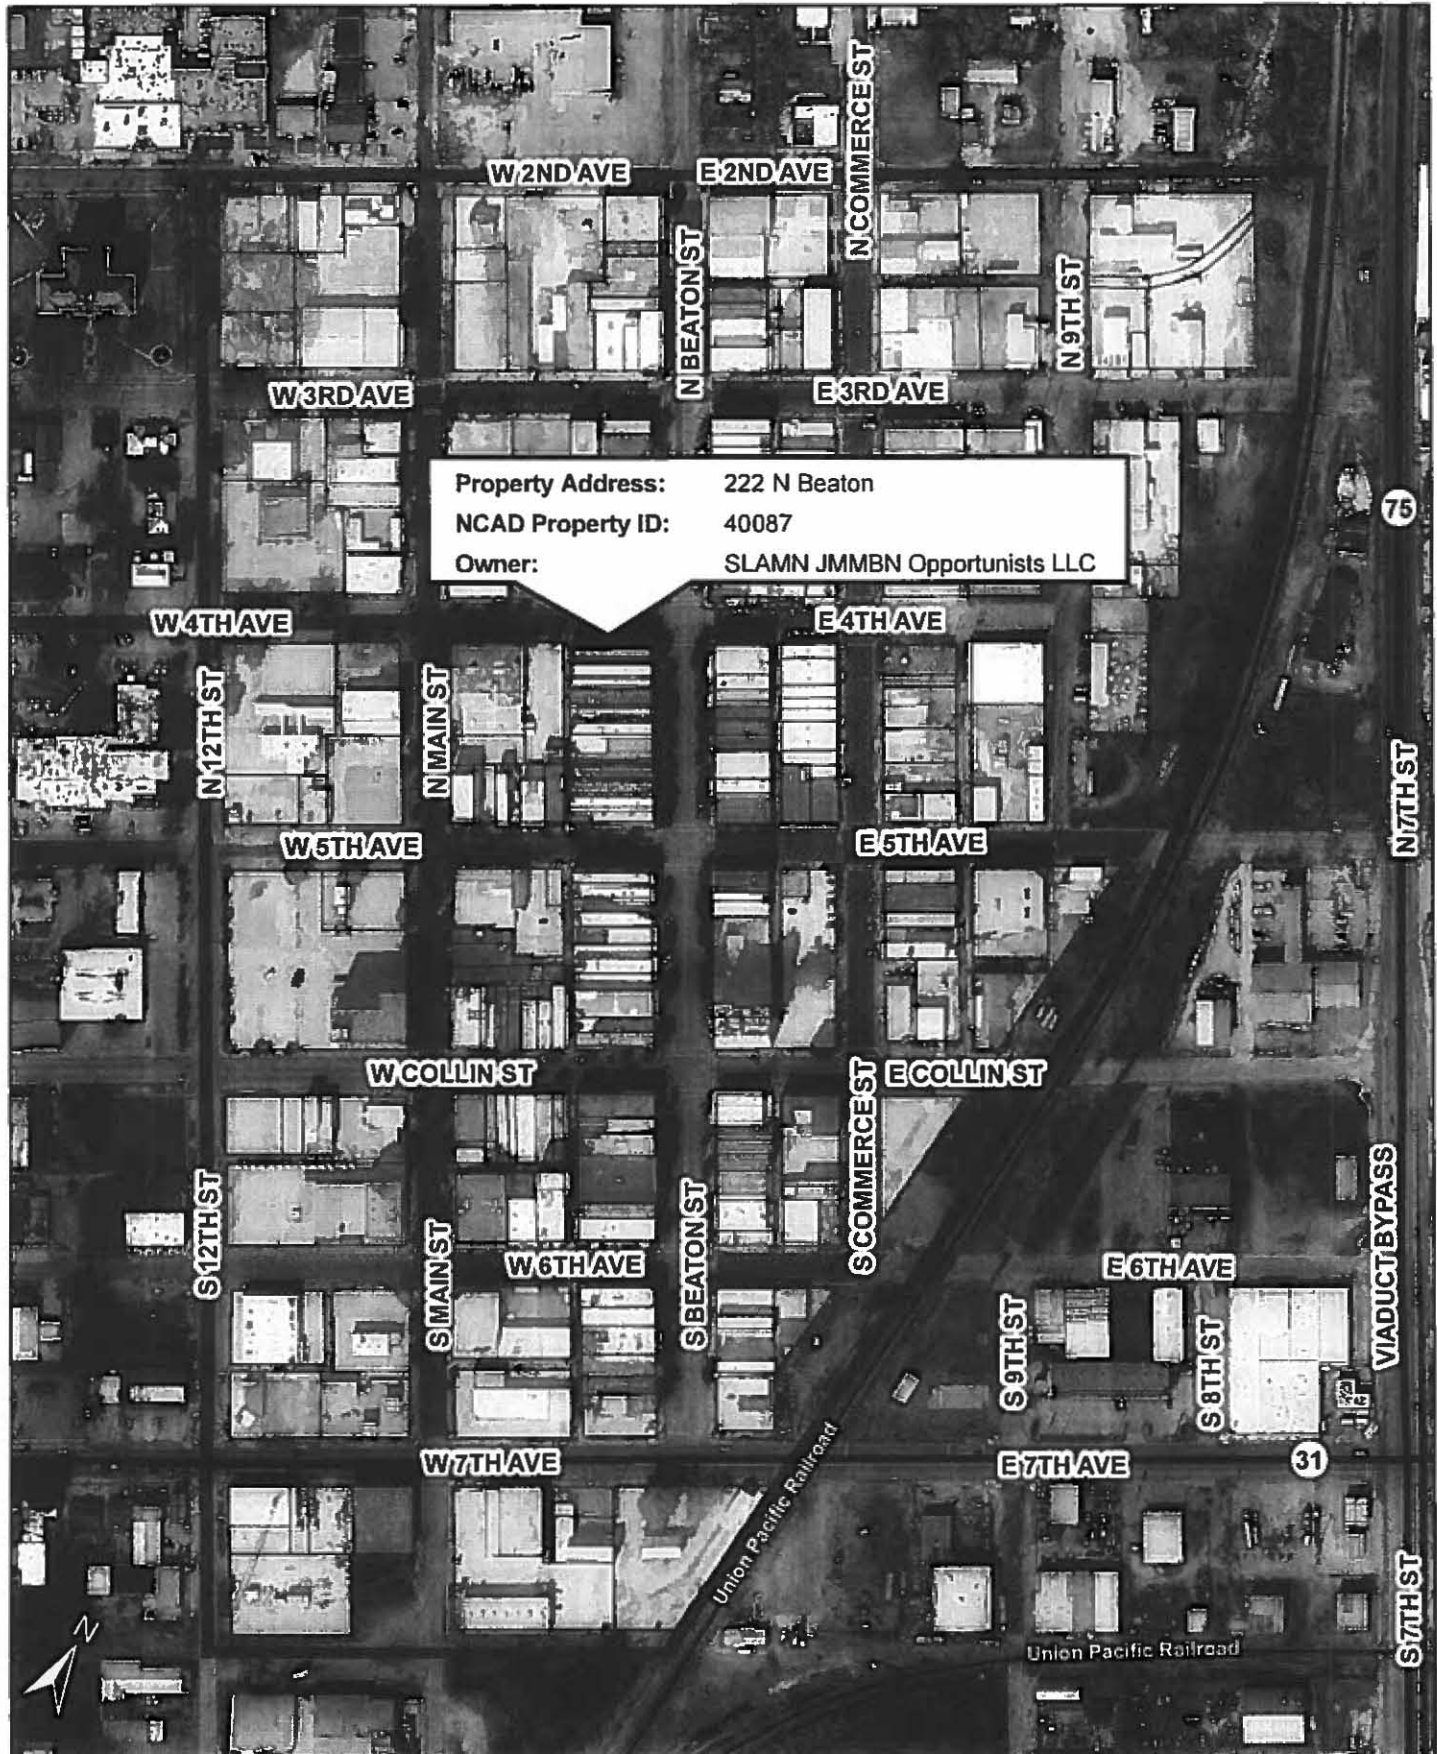 N COMMERCE ST
W 2ND AVE
E 2ND AVE
N BEATON ST
N 9TH ST
W 3RD AVE
E 3RD AVE
Property Address: 222 N Beaton
NCAD Property ID: 40087
Owner: SLAMN JMMBN Opportunists LLC
75
W 4TH AVE
E 4TH AVE
N 12TH ST
N MAIN ST
N 7TH ST
W 5TH AVE
E 5TH AVE
W COLLIN ST
E COLLIN ST
S COMMERCE ST
S 12TH ST
S MAIN ST
S BEATON ST
VIADUCT BYPASS
W 6TH AVE
E 6TH AVE
S 9TH ST
S 8TH ST
W 7TH AVE
E 7TH AVE
31
Union Pacific Railroad
S 7TH ST
N
Union Pacific Railroad